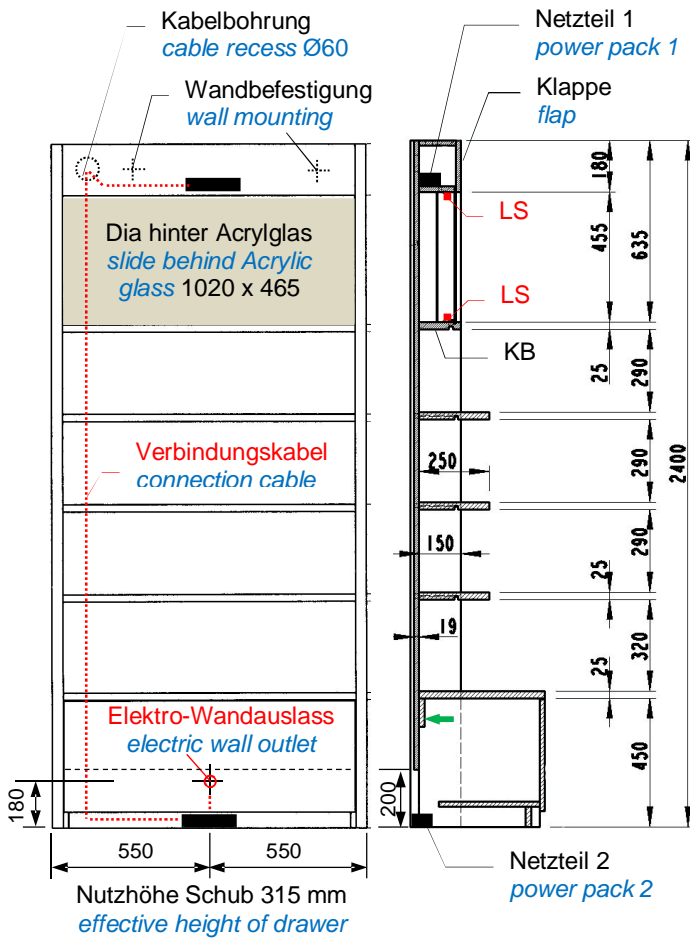 Kabelbohrung
cable recess Ø60
Wandbefestigung
wall mounting
Netzteil 1
power pack 1
Klappe
flap
Dia hinter Acrylglas
slide behind Acrylic
glass 1020 x 465
LS
LS
KB
180
455
635
25
290
290
290
25
320
25
450
2400
250
150
19
200
Verbindungskabel
connection cable
Elektro-Wandauslass
electric wall outlet
180
550
550
Nutzhöhe Schub 315 mm
effective height of drawer
Netzteil 2
power pack 2